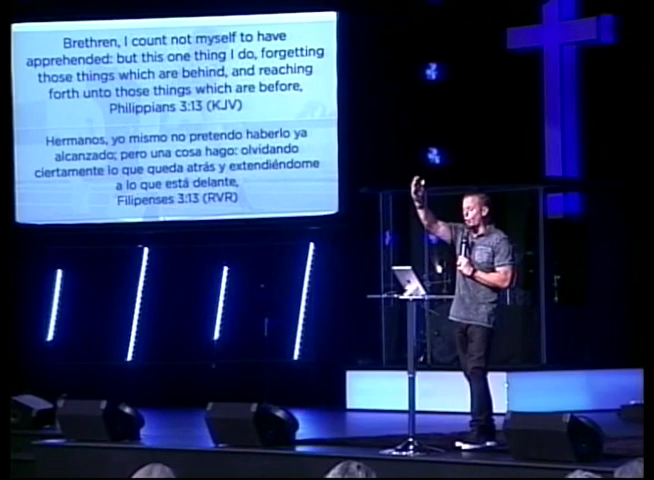 Brethren, I count not myself to have
apprehended: but this one thing I do, forgetting
those things which are behind, and reaching
forth unto those things which are before,
Philippians 3:13 (KJV)
Hermanos, yo mismo no pretendo haberlo ya
alcanzado; pero una cosa hago: olvidando
ciertamente lo que queda atrás y extendiéndome
a lo que está delante,
Filipenses 3:13 (RVR)